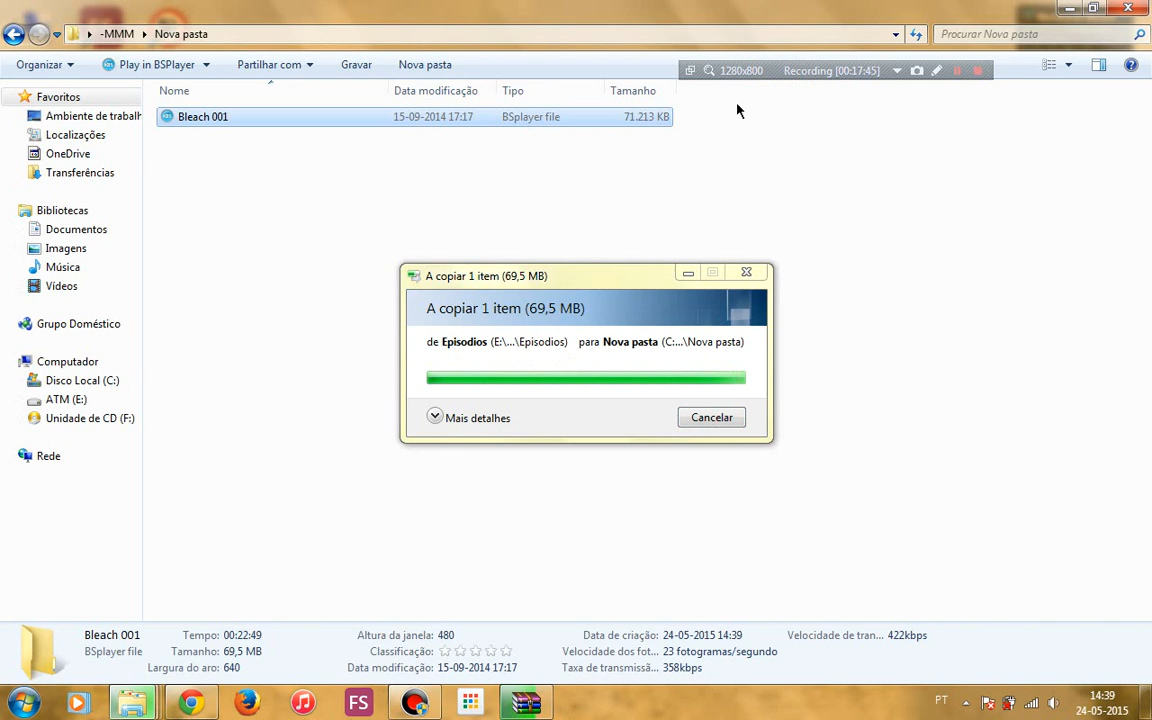 -MMM Nova pasta
Procurar Nova pasta
Organizar Play in BSPlayer Partilhar com Gravar Nova pasta
1280x800 Recording [00:17:45]
Nome Data modificação Tipo Tamanho
Bleach 001 15-09-2014 17:17 BSplayer file 71.213 KB
Favoritos
Ambiente de trabalh
Localizações
OneDrive
Transferências
Bibliotecas
Documentos
Imagens
Música
Vídeos
Grupo Doméstico
Computador
Disco Local (C:)
ATM (E:)
Unidade de CD (F:)
Rede
A copiar 1 item (69,5 MB)
A copiar 1 item (69,5 MB)
de Episodios (E:\...\Episodios) para Nova pasta (C:...\Nova pasta)
Mais detalhes Cancelar
Bleach 001 Tempo: 00:22:49 Altura da janela: 480 Data de criação: 24-05-2015 14:39 Velocidade de tran... 422kbps
BSplayer file Tamanho: 69,5 MB Classificação: Velocidade dos fot... 23 fotogramas/segundo
Largura do aro: 640 Data modificação: 15-09-2014 17:17 Taxa de transmissã... 358kbps
FS PT 14:39
24-05-2015